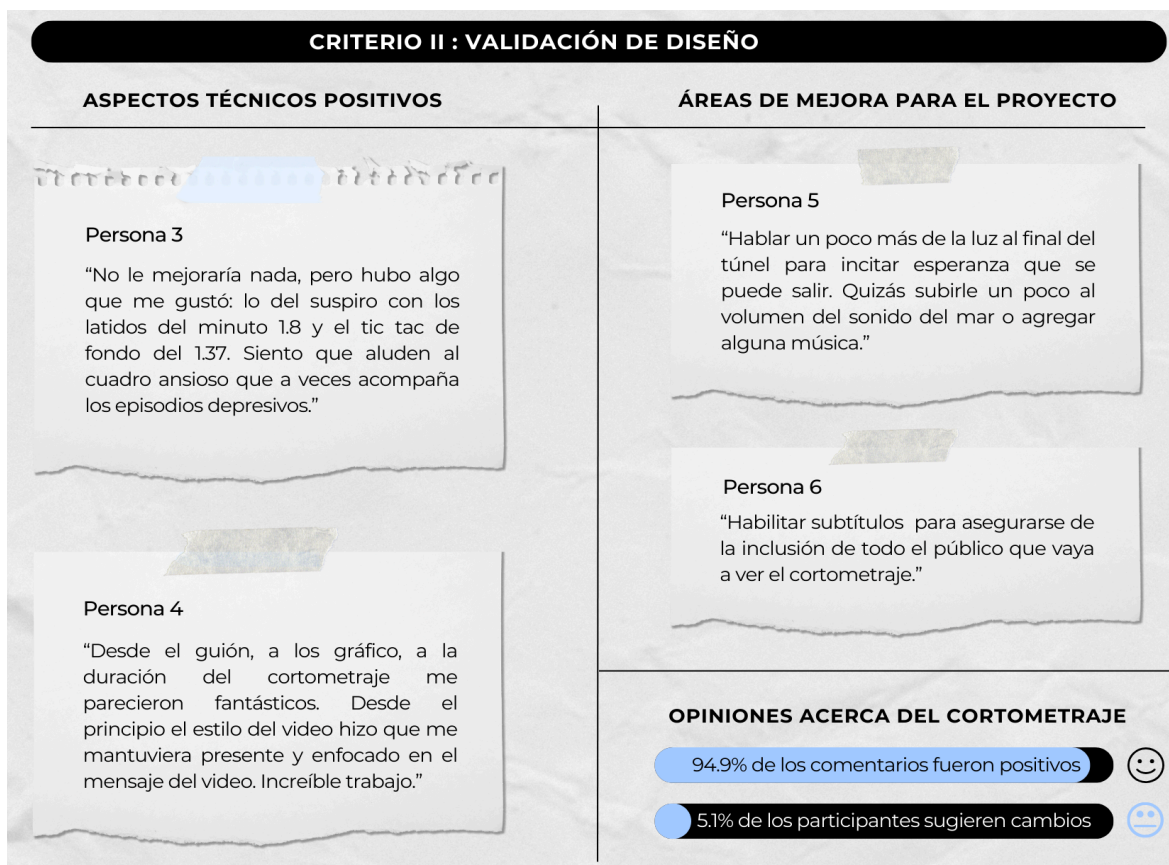 CRITERIO II : VALIDACIÓN DE DISEÑO
ASPECTOS TÉCNICOS POSITIVOS
Persona 3
“No le mejoraría nada, pero hubo algo
que me gustó: lo del suspiro con los
latidos del minuto 1.8 y el tic tac de
fondo del 1.37. Siento que aluden al
cuadro ansioso que a veces acompaña
los episodios depresivos.”
Persona 4
“Desde el guión, a los gráfico, a la
duración del cortometraje me
parecieron fantásticos. Desde el
principio el estilo del video hizo que me
mantuviera presente y enfocado en el
mensaje del video. Increíble trabajo.”
ÁREAS DE MEJORA PARA EL PROYECTO
Persona 5
“Hablar un poco más de la luz al final del
túnel para incitar esperanza que se
puede salir. Quizás subirle un poco al
volumen del sonido del mar o agregar
alguna música.”
Persona 6
“Habilitar subtítulos para asegurarse de
la inclusión de todo el público que vaya
a ver el cortometraje.”
OPINIONES ACERCA DEL CORTOMETRAJE
94.9% de los comentarios fueron positivos
5.1% de los participantes sugieren cambios